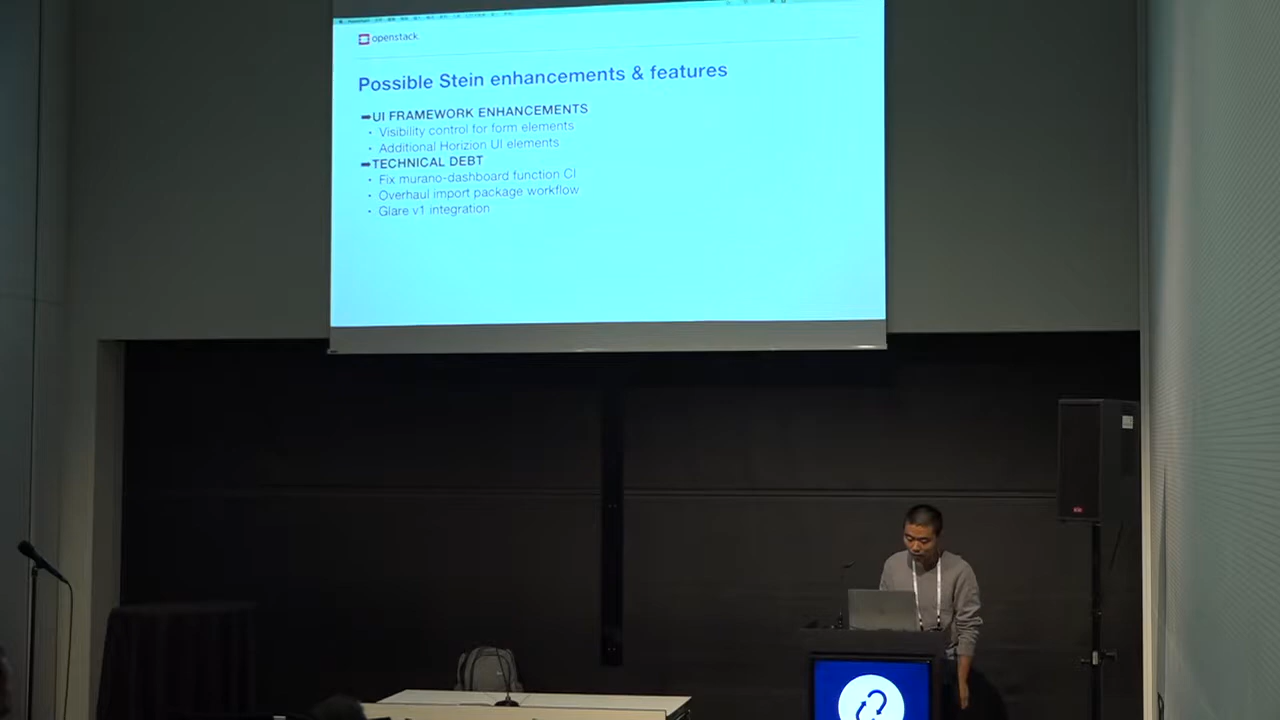 openstack.
Possible Stein enhancements & features
➡UI FRAMEWORK ENHANCEMENTS
• Visibility control for form elements
• Additional Horizion UI elements
➡TECHNICAL DEBT
• Fix murano-dashboard function CI
• Overhaul import package workflow
• Glare v1 integration